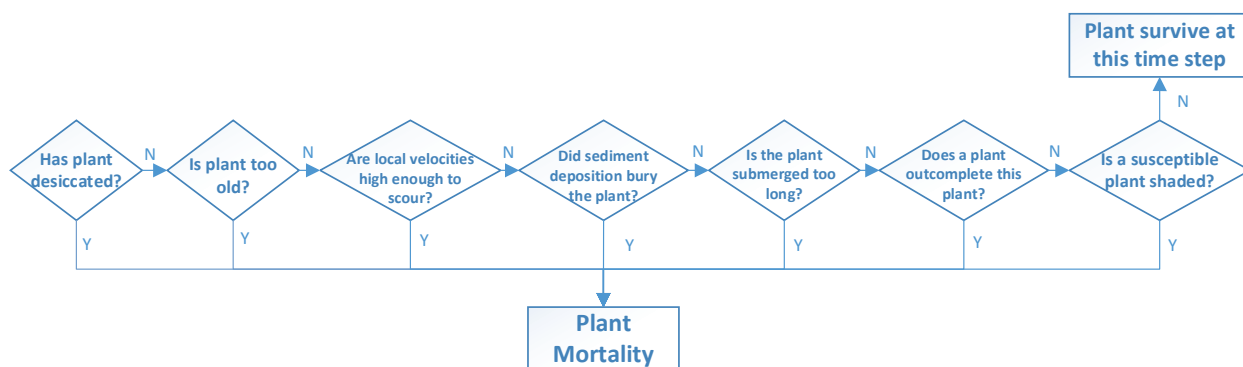 Plant survive at
this time step
Has plant
desiccated?
N
Is plant too
old?
N
Are local velocities
high enough to
scour?
N
Did sediment
deposition bury
the plant?
N
Is the plant
submerged too
long?
N
Does a plant
outcomplete this
plant?
N
Is a susceptible
plant shaded?
N
Y
Y
Y
Y
Y
Y
Y
Plant
Mortality